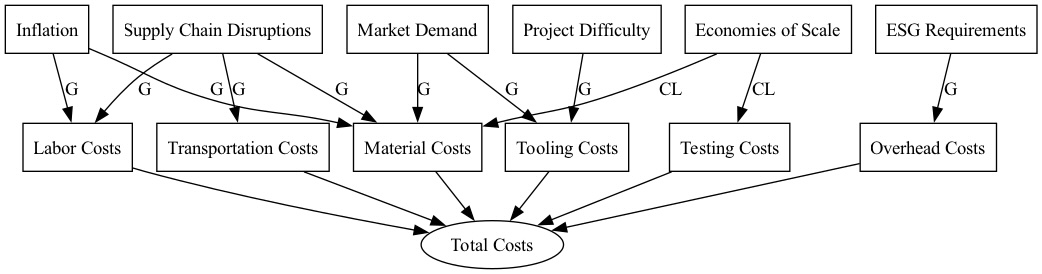 Inflation
Supply Chain Disruptions
Market Demand
Project Difficulty
Economies of Scale
ESG Requirements
G
G
G
G
G
G
G
G
CL
CL
G
Labor Costs
Transportation Costs
Material Costs
Tooling Costs
Testing Costs
Overhead Costs
Total Costs